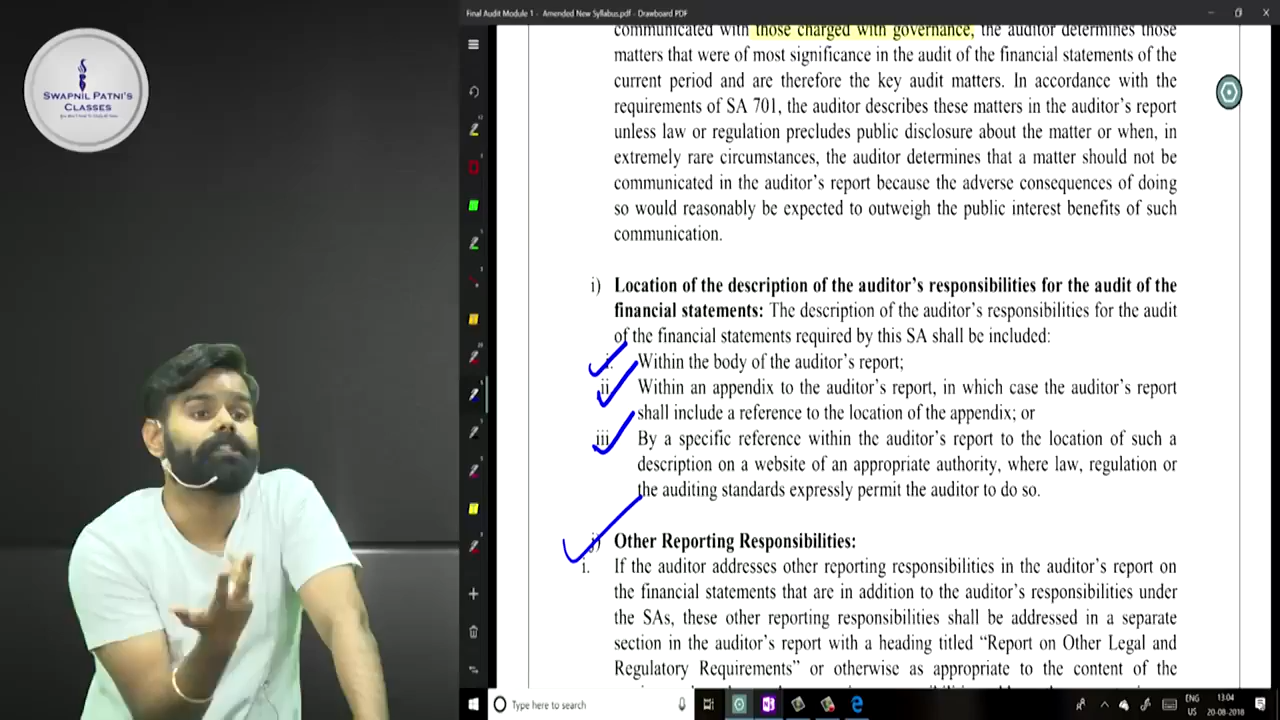 Final Audit Module 1 - Amended New Syllabus.pdf - Drawboard PDF
SWAPNIL PATNI'S
CLASSES
communicated with those charged with governance, the auditor determines those
matters that were of most significance in the audit of the financial statements of the
current period and are therefore the key audit matters. In accordance with the
requirements of SA 701, the auditor describes these matters in the auditor's report
unless law or regulation precludes public disclosure about the matter or when, in
extremely rare circumstances, the auditor determines that a matter should not be
communicated in the auditor's report because the adverse consequences of doing
so would reasonably be expected to outweigh the public interest benefits of such
communication.
i) Location of the description of the auditor's responsibilities for the audit of the
financial statements: The description of the auditor's responsibilities for the audit
of the financial statements required by this SA shall be included:
i. Within the body of the auditor's report;
ii. Within an appendix to the auditor's report, in which case the auditor's report
shall include a reference to the location of the appendix; or
iii. By a specific reference within the auditor's report to the location of such a
description on a website of an appropriate authority, where law, regulation or
the auditing standards expressly permit the auditor to do so.
j) Other Reporting Responsibilities:
i. If the auditor addresses other reporting responsibilities in the auditor's report on
the financial statements that are in addition to the auditor's responsibilities under
the SAs, these other reporting responsibilities shall be addressed in a separate
section in the auditor's report with a heading titled "Report on Other Legal and
Regulatory Requirements" or otherwise as appropriate to the content of the
Type here to search
ENG
US
13:04
20-08-2018